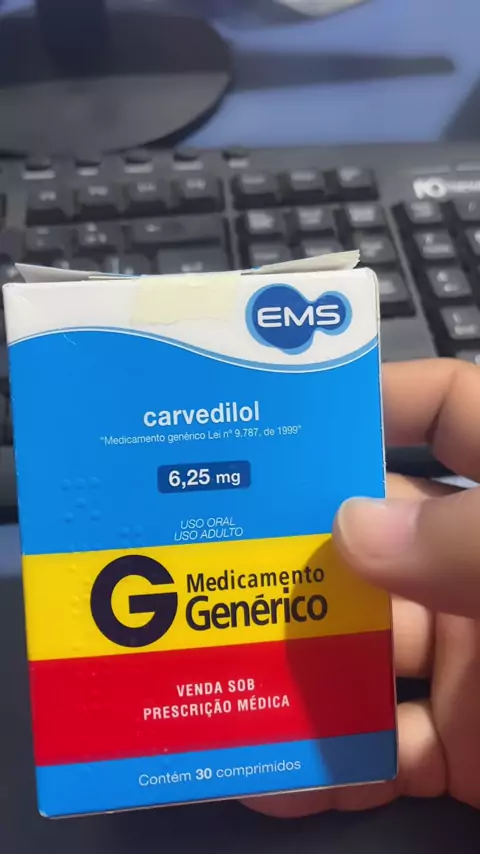 EMS
carvedilol
"Medicamento genérico Lei nº 9.787, de 1999"
6,25 mg
USO ORAL
USO ADULTO
G Medicamento
Genérico
VENDA SOB
PRESCRIÇÃO MÉDICA
Contém 30 comprimidos